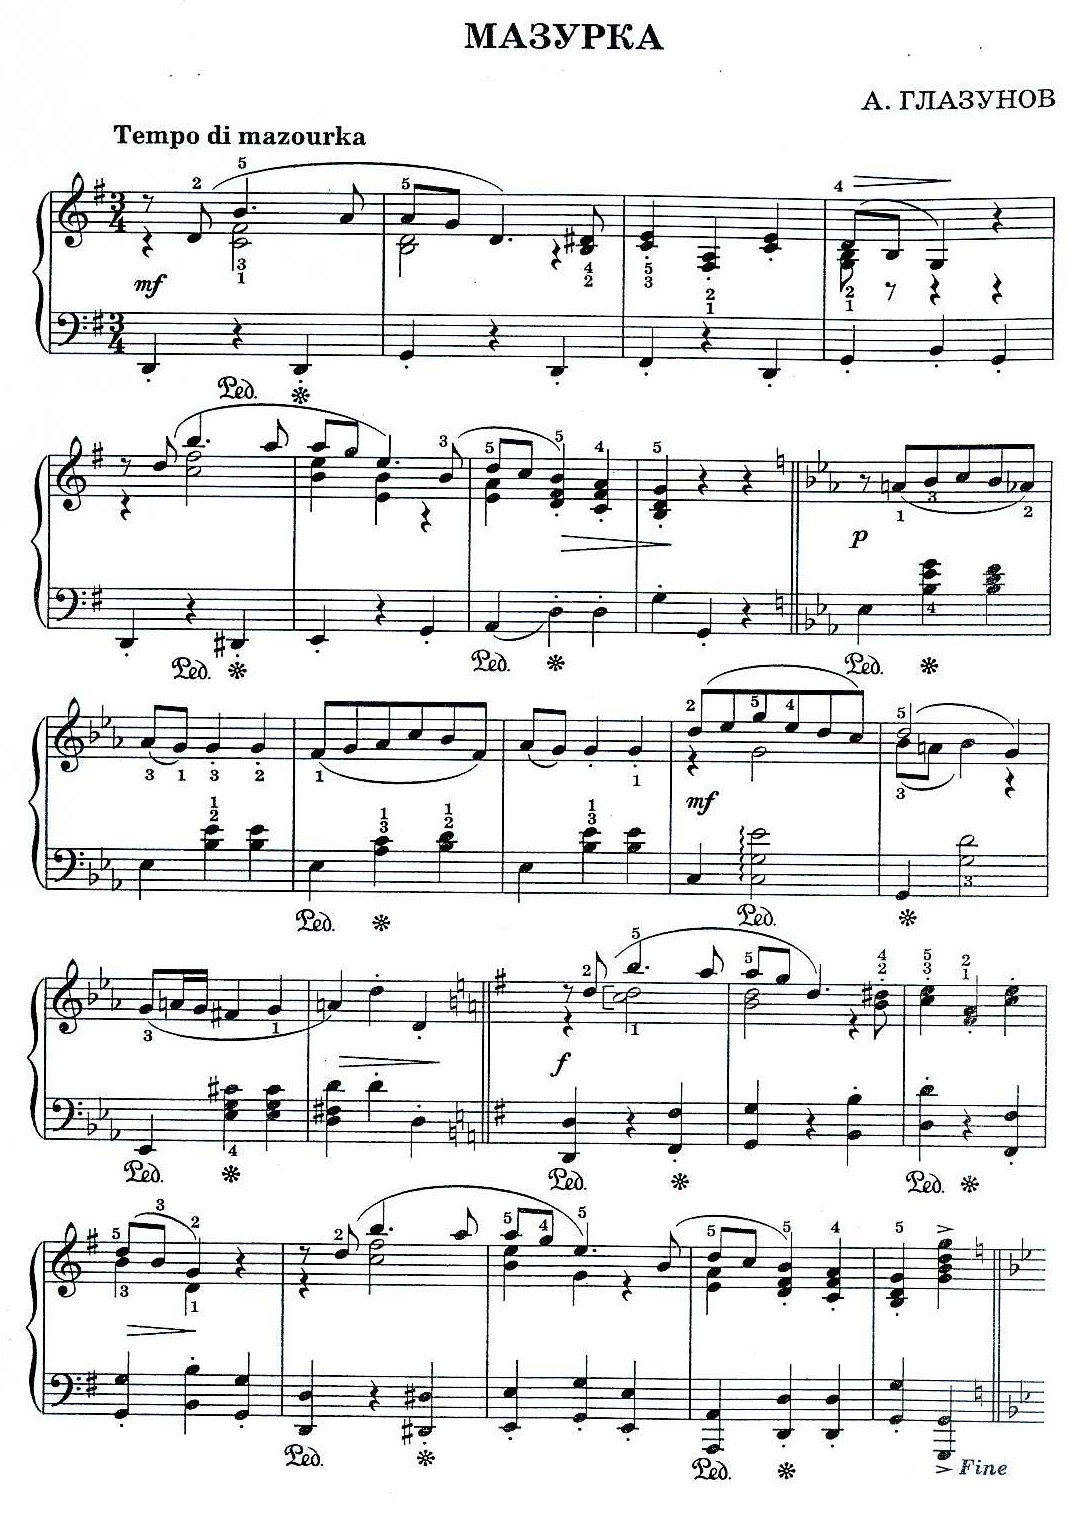 МАЗУРКА
А. ГЛАЗУНОВ
Tempo di mazourka
mf
Ped.
Ped. Ped. Ped.
p
mf
Ped. Ped.
f
Ped. Ped. Ped.
Ped. Ped.
Fine